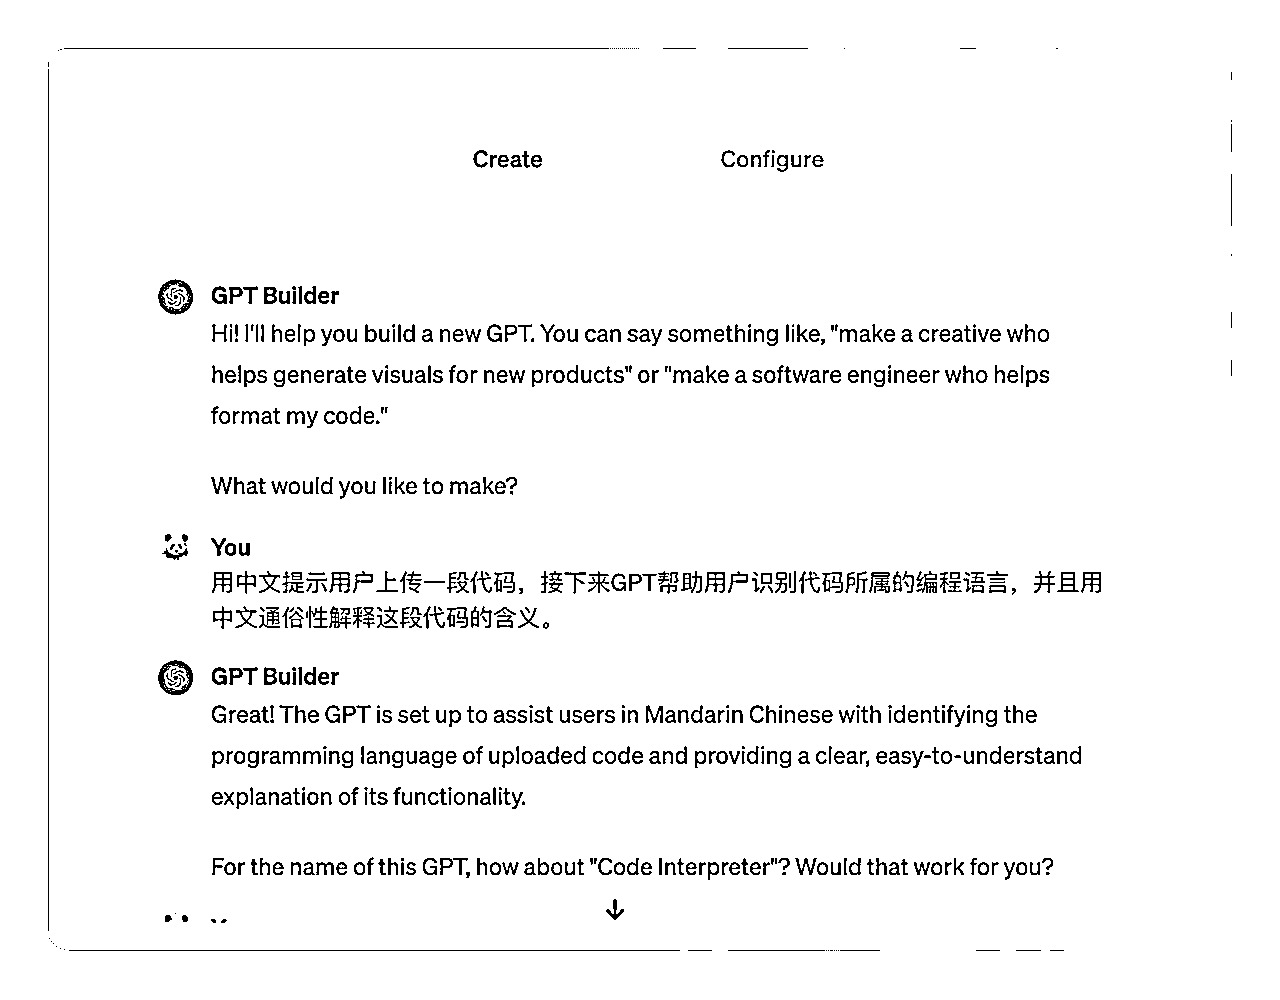 Create Configure
GPT Builder
Hi! I'll help you build a new GPT. You can say something like, "make a creative who
helps generate visuals for new products" or "make a software engineer who helps
format my code."
What would you like to make?
You
用中文提示用户上传一段代码，接下来GPT帮助用户识别代码所属的编程语言，并且用
中文通俗性解释这段代码的含义。
GPT Builder
Great! The GPT is set up to assist users in Mandarin Chinese with identifying the
programming language of uploaded code and providing a clear, easy-to-understand
explanation of its functionality.
For the name of this GPT, how about "Code Interpreter"? Would that work for you?